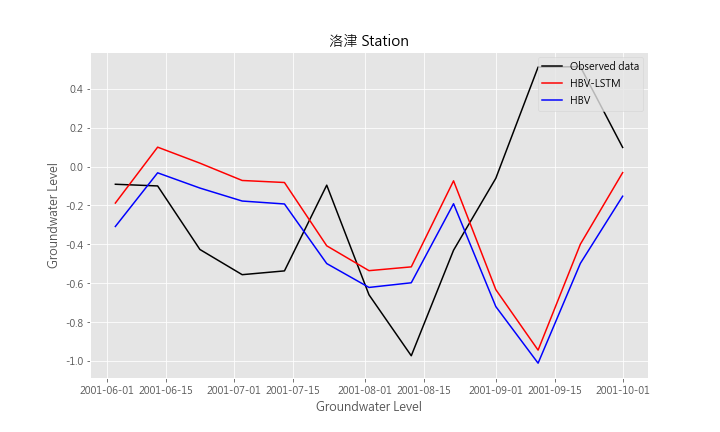 洛津 Station
Observed data
HBV-LSTM
HBV
Groundwater Level
0.4
0.2
0.0
-0.2
-0.4
-0.6
-0.8
-1.0
2001-06-01 2001-06-15 2001-07-01 2001-07-15 2001-08-01 2001-08-15 2001-09-01 2001-09-15 2001-10-01
Groundwater Level